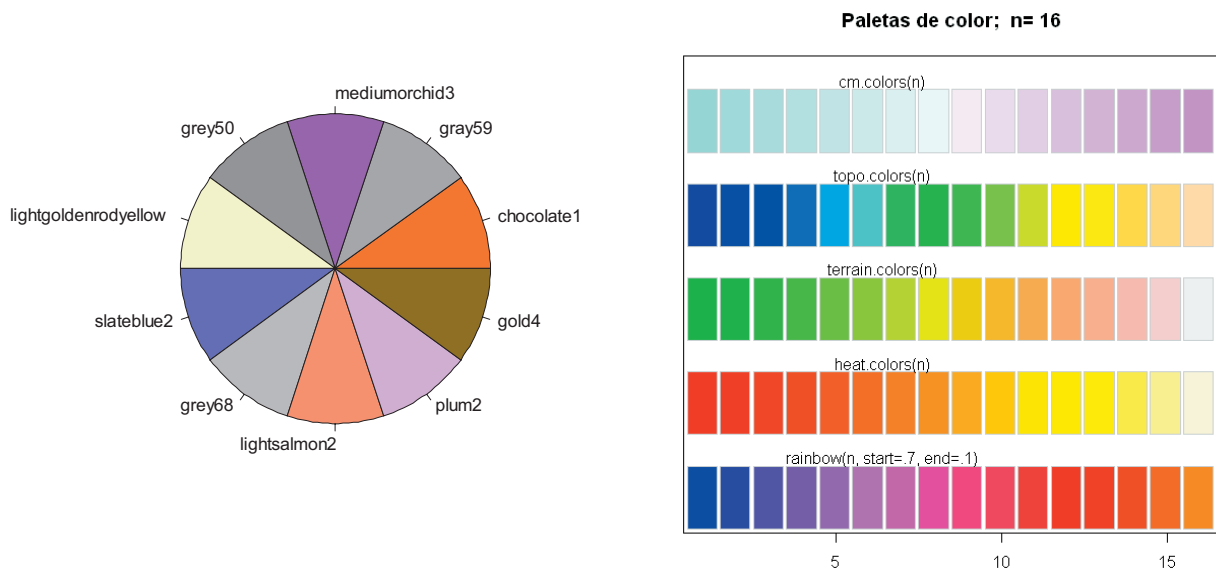 mediumorchid3
grey50
gray59
lightgoldenrodyellow
chocolate1
slateblue2
gold4
grey68
plum2
lightsalmon2
Paletas de color;  n= 16
cm.colors(n)
topo.colors(n)
terrain.colors(n)
heat.colors(n)
rainbow(n, start=.7, end=.1)
5 10 15